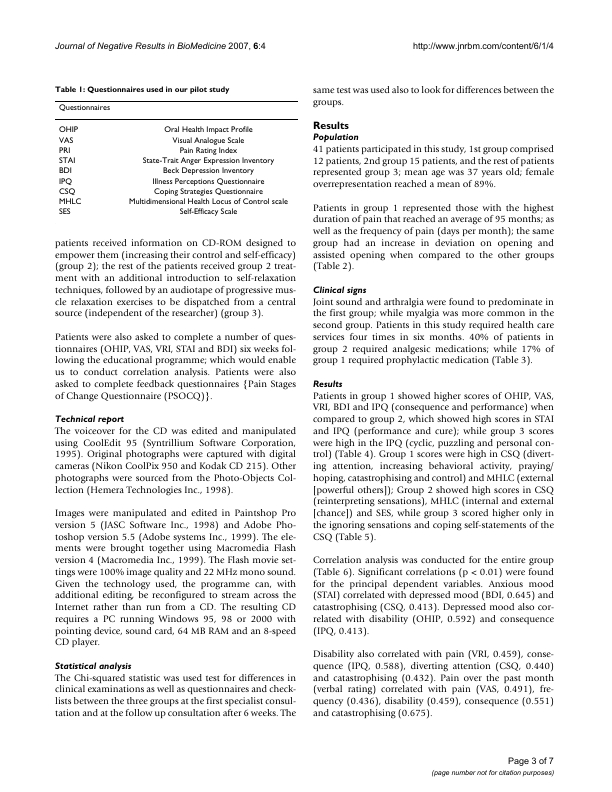 Journal of Negative Results in BioMedicine 2007, 6:4
http://www.jnrbm.com/content/6/1/4
Table 1: Questionnaires used in our pilot study
Questionnaires
OHIP Oral Health Impact Profile
VAS Visual Analogue Scale
PRI Pain Rating Index
STAI State-Trait Anger Expression Inventory
BDI Beck Depression Inventory
IPQ Illness Perceptions Questionnaire
CSQ Coping Strategies Questionnaire
MHLC Multidimensional Health Locus of Control scale
SES Self-Efficacy Scale
patients received information on CD-ROM designed to
empower them (increasing their control and self-efficacy)
(group 2); the rest of the patients received group 2 treat-
ment with an additional introduction to self-relaxation
techniques, followed by an audiotape of progressive mus-
cle relaxation exercises to be dispatched from a central
source (independent of the researcher) (group 3).
Patients were also asked to complete a number of ques-
tionnaires (OHIP, VAS, VRI, STAI and BDI) six weeks fol-
lowing the educational programme; which would enable
us to conduct correlation analysis. Patients were also
asked to complete feedback questionnaires {Pain Stages
of Change Questionnaire (PSOCQ)}.
Technical report
The voiceover for the CD was edited and manipulated
using CoolEdit 95 (Syntrillium Software Corporation,
1995). Original photographs were captured with digital
cameras (Nikon CoolPix 950 and Kodak CD 215). Other
photographs were sourced from the Photo-Objects Col-
lection (Hemera Technologies Inc., 1998).
Images were manipulated and edited in Paintshop Pro
version 5 (JASC Software Inc., 1998) and Adobe Pho-
toshop version 5.5 (Adobe systems Inc., 1999). The ele-
ments were brought together using Macromedia Flash
version 4 (Macromedia Inc., 1999). The Flash movie set-
tings were 100% image quality and 22 MHz mono sound.
Given the technology used, the programme can, with
additional editing, be reconfigured to stream across the
Internet rather than run from a CD. The resulting CD
requires a PC running Windows 95, 98 or 2000 with
pointing device, sound card, 64 MB RAM and an 8-speed
CD player.
Statistical analysis
The Chi-squared statistic was used test for differences in
clinical examinations as well as questionnaires and check-
lists between the three groups at the first specialist consul-
tation and at the follow up consultation after 6 weeks. The
same test was used also to look for differences between the
groups.
Results
Population
41 patients participated in this study, 1st group comprised
12 patients, 2nd group 15 patients, and the rest of patients
represented group 3; mean age was 37 years old; female
overrepresentation reached a mean of 89%.
Patients in group 1 represented those with the highest
duration of pain that reached an average of 95 months; as
well as the frequency of pain (days per month); the same
group had an increase in deviation on opening and
assisted opening when compared to the other groups
(Table 2).
Clinical signs
Joint sound and arthralgia were found to predominate in
the first group; while myalgia was more common in the
second group. Patients in this study required health care
services four times in six months. 40% of patients in
group 2 required analgesic medications; while 17% of
group 1 required prophylactic medication (Table 3).
Results
Patients in group 1 showed higher scores of OHIP, VAS,
VRI, BDI and IPQ (consequence and performance) when
compared to group 2, which showed high scores in STAI
and IPQ (performance and cure); while group 3 scores
were high in the IPQ (cyclic, puzzling and personal con-
trol) (Table 4). Group 1 scores were high in CSQ (divert-
ing attention, increasing behavioral activity, praying/
hoping, catastrophising and control) and MHLC (external
[powerful others]); Group 2 showed high scores in CSQ
(reinterpreting sensations), MHLC (internal and external
[chance]) and SES, while group 3 scored higher only in
the ignoring sensations and coping self-statements of the
CSQ (Table 5).
Correlation analysis was conducted for the entire group
(Table 6). Significant correlations (p < 0.01) were found
for the principal dependent variables. Anxious mood
(STAI) correlated with depressed mood (BDI, 0.645) and
catastrophising (CSQ, 0.413). Depressed mood also cor-
related with disability (OHIP, 0.592) and consequence
(IPQ, 0.413).
Disability also correlated with pain (VRI, 0.459), conse-
quence (IPQ, 0.588), diverting attention (CSQ, 0.440)
and catastrophising (0.432). Pain over the past month
(verbal rating) correlated with pain (VAS, 0.491), fre-
quency (0.436), disability (0.459), consequence (0.551)
and catastrophising (0.675).
Page 3 of 7
(page number not for citation purposes)